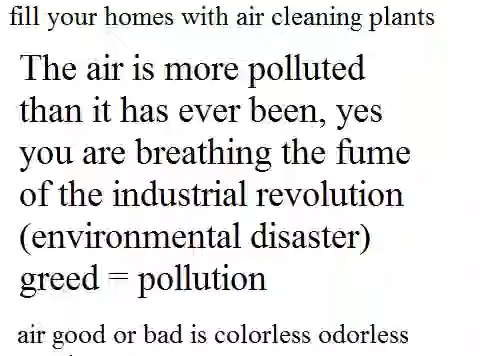 fill your homes with air cleaning plants
The air is more polluted
than it has ever been, yes
you are breathing the fume
of the industrial revolution
(environmental disaster)
greed = pollution
air good or bad is colorless odorless